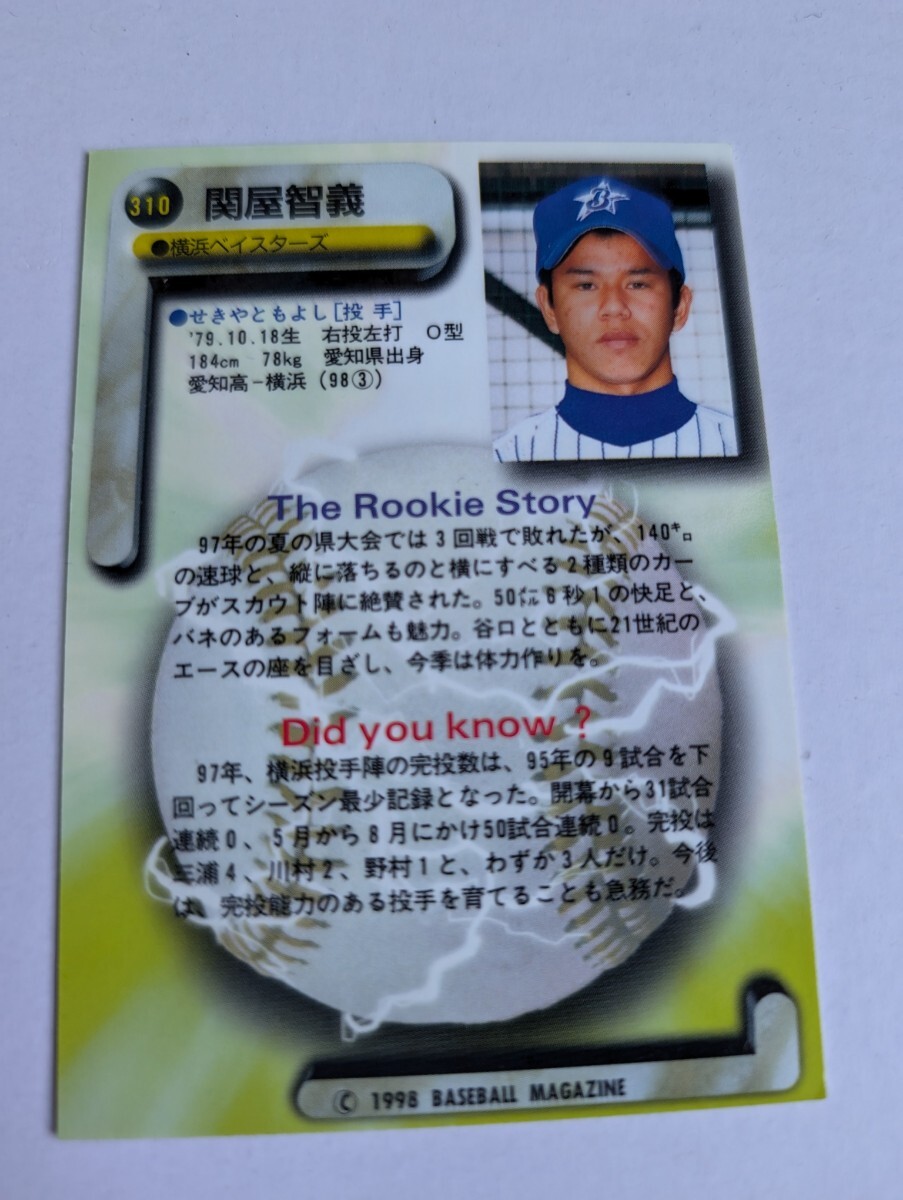 310 関屋智義
●横浜ベイスターズ
B
●せきやともよし[投 手]
'79.10.18生 右投左打 O型
184cm 78kg 愛知県出身
愛知高－横浜（98③）
The Rookie Story
97年の夏の県大会では3回戦で敗れたが、140㌔
の速球と、縦に落ちるのと横にすべる2種類のカー
ブがスカウト陣に絶賛された。50㍍6秒1の快足と、
バネのあるフォームも魅力。谷口とともに21世紀の
エースの座を目ざし、今季は体力作りを。
Did you know ?
97年、横浜投手陣の完投数は、95年の9試合を下
回ってシーズン最少記録となった。開幕から31試合
連続0、5月から8月にかけ50試合連続0。完投は
三浦4、川村2、野村1と、わずか3人だけ。今後
は、完投能力のある投手を育てることも急務だ。
© 1998 BASEBALL MAGAZINE